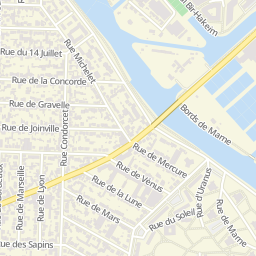 Bir-Hakeim
Rue du 14 Juillet
Rue Michelet
Rue de la Concorde
Rue de Gravelle
Bords de Marne
Rue de Joinville
Rue Condorcet
Rue de Mercure
Rue de Vénus
Rue de Marseille
Rue de Lyon
Rue de la Lune
Rue d'Uranus
Rue de Mars
Rue du Soleil
Rue de Marne
Rue des Sapins